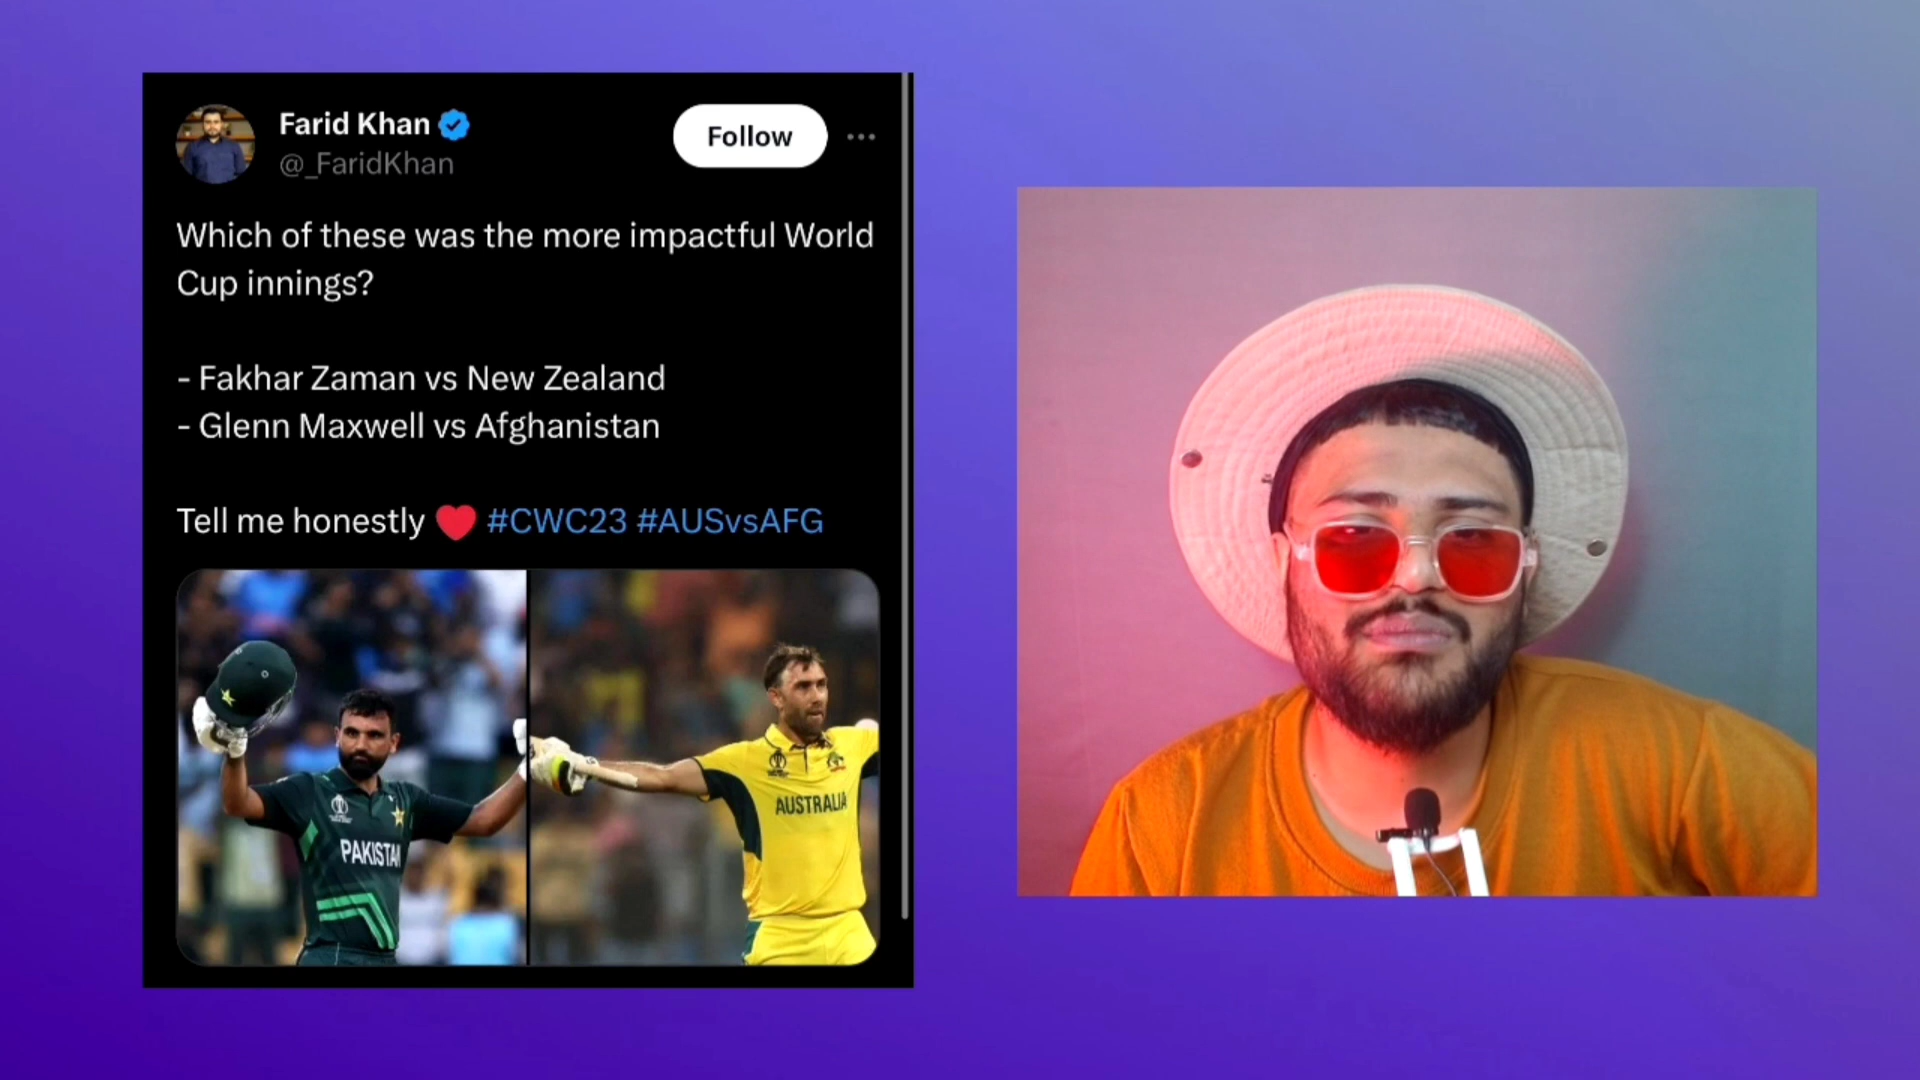 Farid Khan
@_FaridKhan
Follow
Which of these was the more impactful World
Cup innings?
- Fakhar Zaman vs New Zealand
- Glenn Maxwell vs Afghanistan
Tell me honestly ❤️ #CWC23 #AUSvsAFG
PAKISTAN
AUSTRALIA